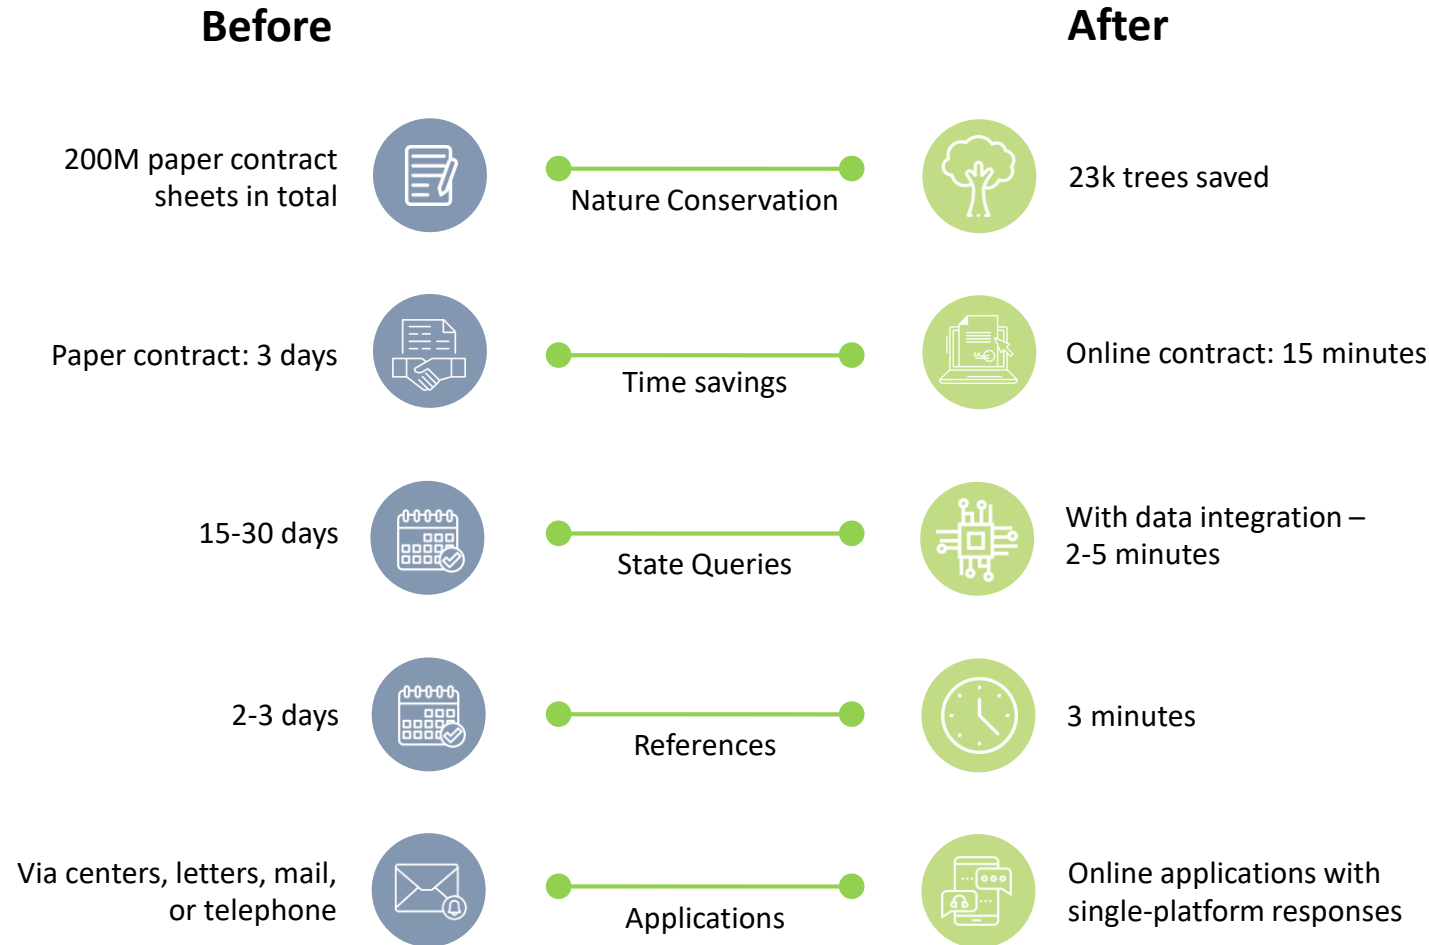 Before
After
200M paper contract
sheets in total
Nature Conservation
23k trees saved
Paper contract: 3 days
Time savings
Online contract: 15 minutes
15-30 days
State Queries
With data integration –
2-5 minutes
2-3 days
References
3 minutes
Via centers, letters, mail,
or telephone
Applications
Online applications with
single-platform responses